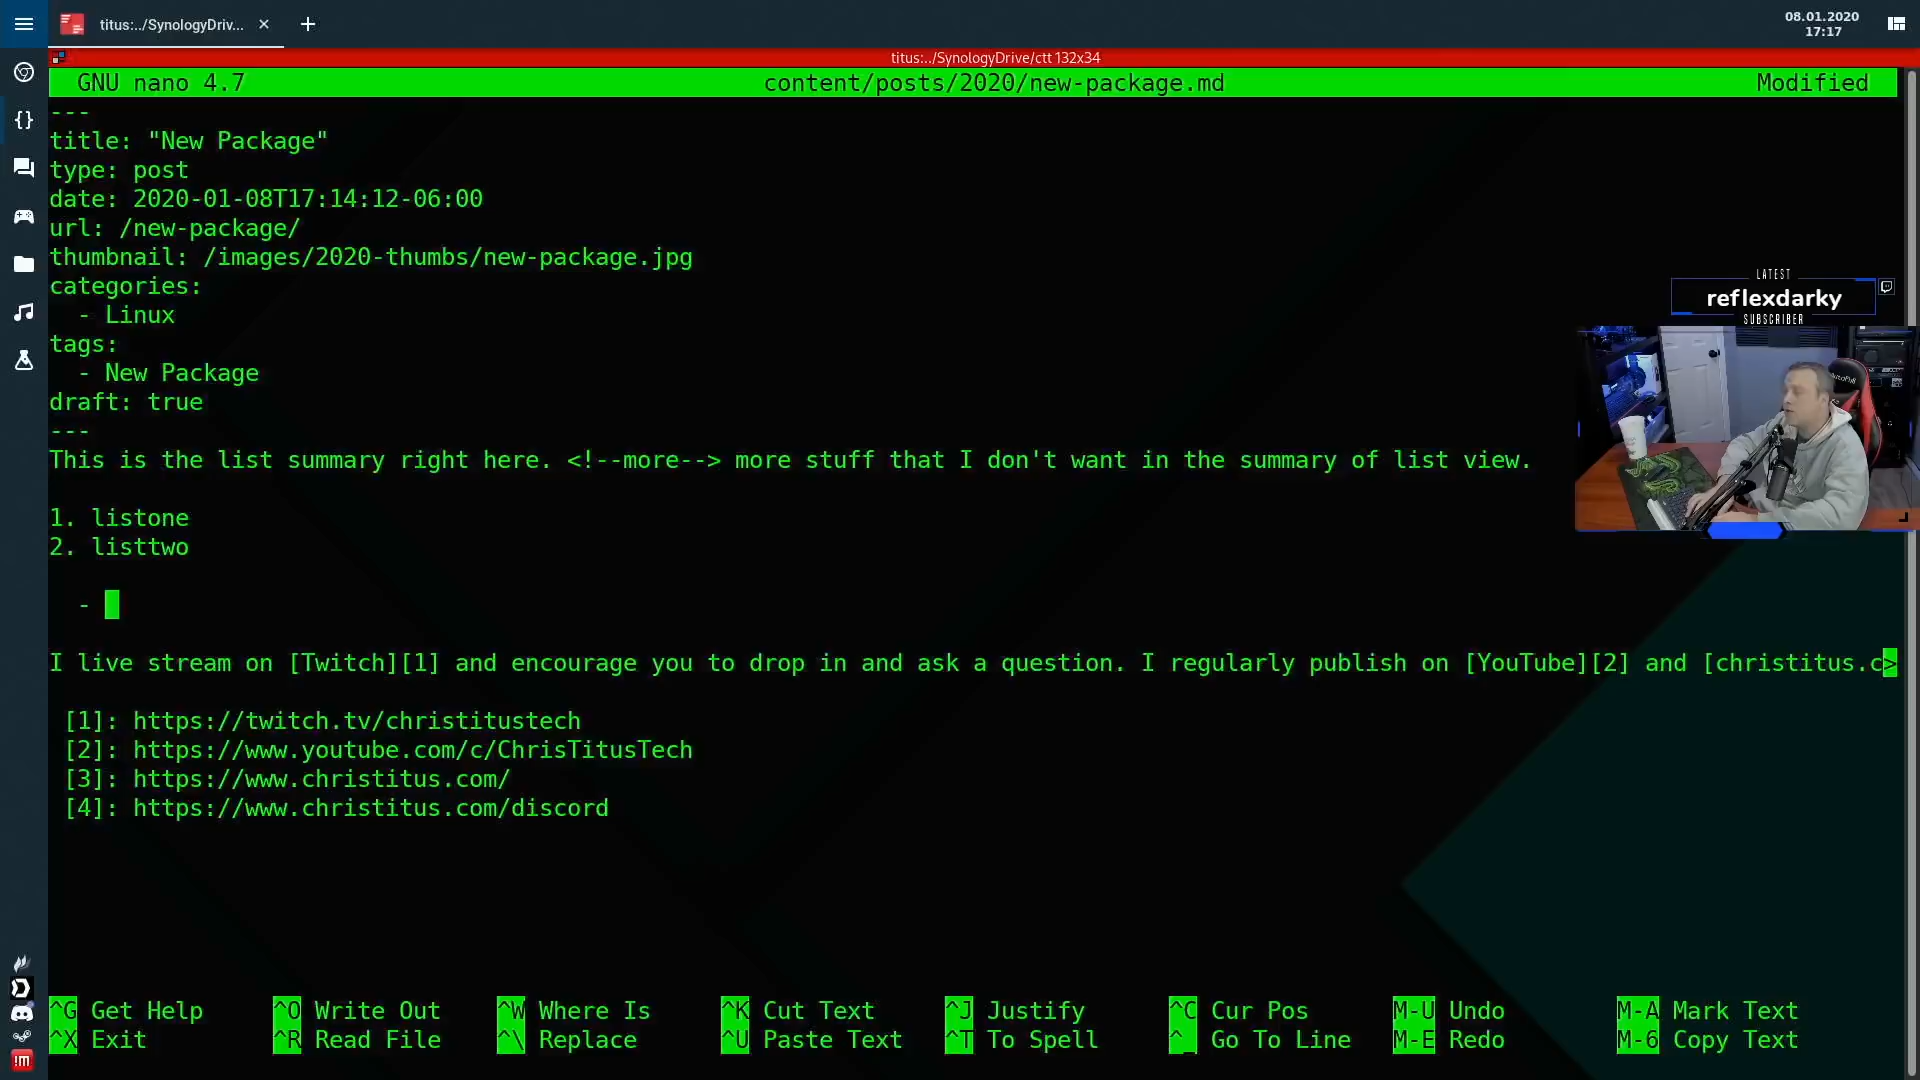 titus:../SynologyDriv...
08.01.2020
17:17
titus:../SynologyDrive/ctt 132x34
GNU nano 4.7 content/posts/2020/new-package.md Modified
---
title: "New Package"
type: post
date: 2020-01-08T17:14:12-06:00
url: /new-package/
thumbnail: /images/2020-thumbs/new-package.jpg
categories:
- Linux
tags:
- New Package
draft: true
---
This is the list summary right here. <!--more--> more stuff that I don't want in the summary of list view.
1. listone
2. listtwo
-
I live stream on [Twitch][1] and encourage you to drop in and ask a question. I regularly publish on [YouTube][2] and [christitus.c>
[1]: https://twitch.tv/christitustech
[2]: https://www.youtube.com/c/ChrisTitusTech
[3]: https://www.christitus.com/
[4]: https://www.christitus.com/discord
LATEST
reflexdarky
SUBSCRIBER
^G Get Help ^O Write Out ^W Where Is ^K Cut Text ^J Justify ^C Cur Pos M-U Undo M-A Mark Text
^X Exit ^R Read File ^\ Replace ^U Paste Text ^T To Spell ^_ Go To Line M-E Redo M-6 Copy Text
!m